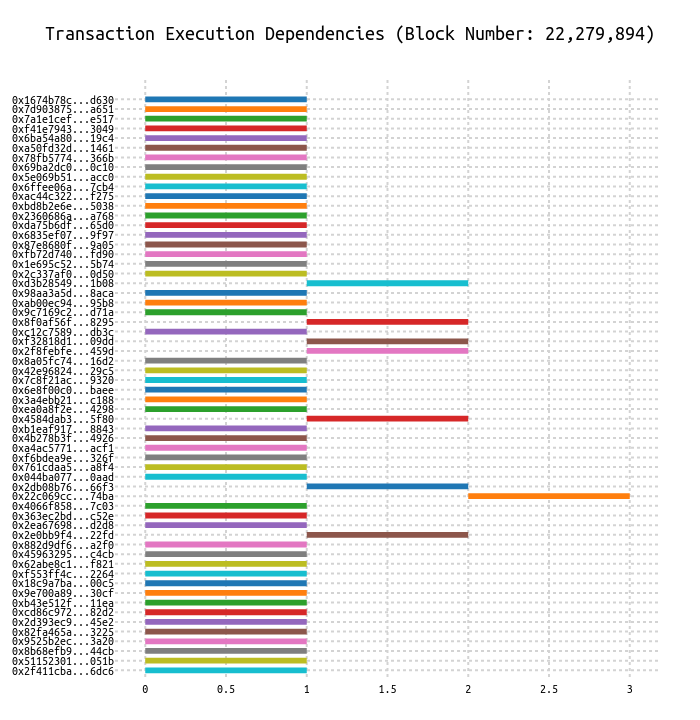 Transaction Execution Dependencies (Block Number: 22,279,894)
0x1674b78c...d630
0x7d903875...a651
0x7a1e1cef...e517
0xf41e7943...3049
0x6ba54a80...19c4
0xa50fd32d...1461
0x78fb5774...366b
0x69ba2dc0...0c10
0x5e069b51...acc0
0x6ffee06a...7cb4
0xac44c322...f275
0xbd8b2e6e...5038
0x2360686a...a768
0xda75b6df...65d0
0x6835ef07...9f97
0x87e8680f...9a05
0xfb72d740...fd90
0x1e695c52...5b74
0x2c337af0...0d50
0xd3b28549...1b08
0x98aa3a5d...8aca
0xab00ec94...95b8
0x9c7169c2...d71a
0x8f0af56f...8295
0xc12c7589...db3c
0xf32818d1...09dd
0x2f8febfe...459d
0x8a05fc74...16d2
0x42e96824...29c5
0x7c8f21ac...9320
0x6e8f00c0...baee
0x3a4ebb21...c188
0xea0a8f2e...4298
0x4584dab3...5f80
0xb1eaf917...8843
0x4b278b3f...4926
0xa4ac5771...acf1
0xf6bdea9e...326f
0x761cdaa5...a8f4
0x044ba077...0aad
0x2db08b76...66f3
0x22c069cc...74ba
0x4066f858...7c03
0x363ec2bd...c52e
0x2ea67698...d2d8
0x2e0bb9f4...22fd
0x882d9df6...a2f0
0x45963295...c4cb
0x62abe8c1...f821
0xf553ff4c...2264
0x18c9a7ba...00c5
0x9e700a89...30cf
0xb43e512f...11ea
0xcd86c972...82d2
0x2d393ec9...45e2
0x82fa465a...3225
0x9525b2ec...3a20
0x8b68efb9...44cb
0x51152301...051b
0x2f411cba...6dc6
0 0.5 1 1.5 2 2.5 3